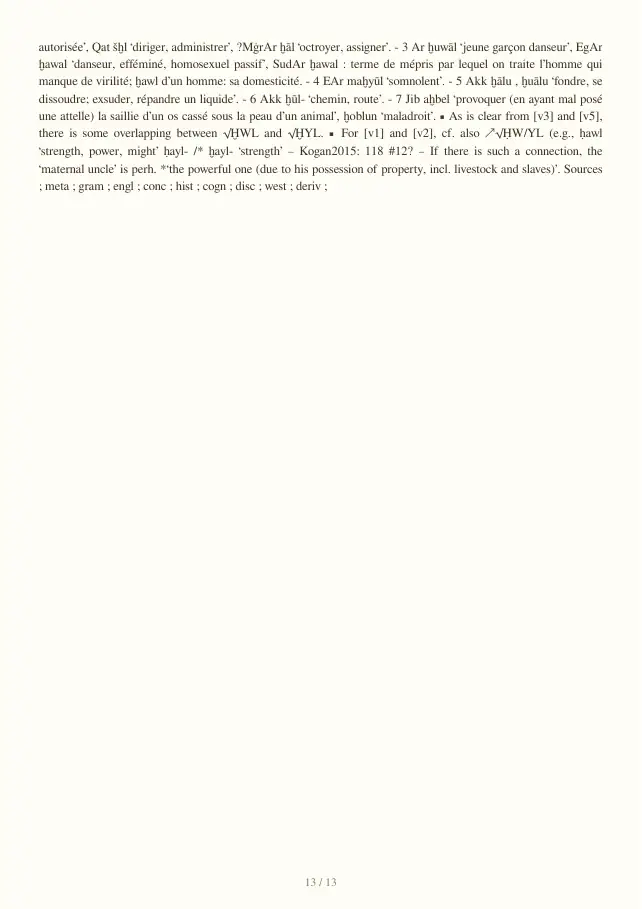 autorisée’, Qat šḫl ‘diriger, administrer’, ?MġrAr ḫāl ‘octroyer, assigner’. - 3 Ar ḫuwāl ‘jeune garçon danseur’, EgAr
ḫawal ‘danseur, efféminé, homosexuel passif’, SudAr ḫawal : terme de mépris par lequel on traite l’homme qui
manque de virilité; ḫawl d’un homme: sa domesticité. - 4 EAr maḫyūl ‘somnolent’. - 5 Akk ḫālu , ḫuālu ‘fondre, se
dissoudre; exsuder, répandre un liquide’. - 6 Akk ḫūl- ‘chemin, route’. - 7 Jib aḫbel ‘provoquer (en ayant mal posé
une attelle) la saillie d’un os cassé sous la peau d’un animal’, ḫoblun ‘maladroit’. ▪ As is clear from [v3] and [v5],
there is some overlapping between √ḪWL and √ḪYL. ▪ For [v1] and [v2], cf. also ↗√ḤW/YL (e.g., ḥawl
‘strength, power, might’ ḥayl- /* ḫayl- ‘strength’ – Kogan2015: 118 #12? – If there is such a connection, the
‘maternal uncle’ is perh. *‘the powerful one (due to his possession of property, incl. livestock and slaves)’. Sources
; meta ; gram ; engl ; conc ; hist ; cogn ; disc ; west ; deriv ;
13 / 13